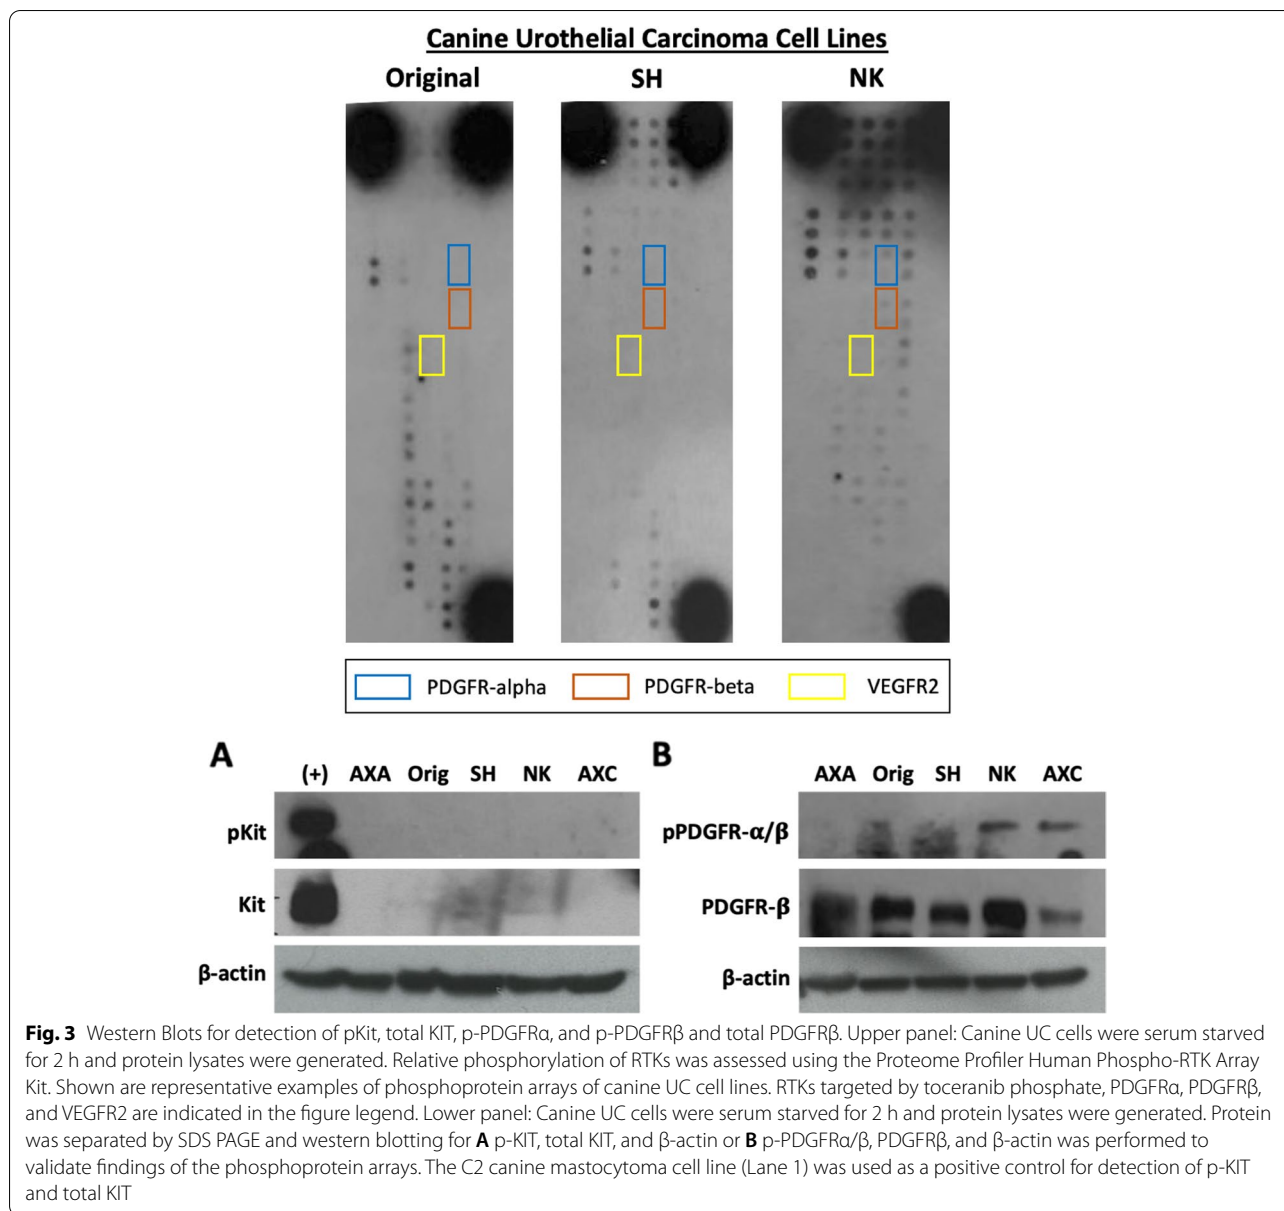 Canine Urothelial Carcinoma Cell Lines
Original SH NK
PDGFR-alpha PDGFR-beta VEGFR2
A
(+) AXA Orig SH NK AXC
pKit
Kit
β-actin
B
AXA Orig SH NK AXC
pPDGFR-α/β
PDGFR-β
β-actin
Fig. 3 Western Blots for detection of pKit, total KIT, p-PDGFRα, and p-PDGFRβ and total PDGFRβ. Upper panel: Canine UC cells were serum starved
for 2 h and protein lysates were generated. Relative phosphorylation of RTKs was assessed using the Proteome Profiler Human Phospho-RTK Array
Kit. Shown are representative examples of phosphoprotein arrays of canine UC cell lines. RTKs targeted by toceranib phosphate, PDGFRα, PDGFRβ,
and VEGFR2 are indicated in the figure legend. Lower panel: Canine UC cells were serum starved for 2 h and protein lysates were generated. Protein
was separated by SDS PAGE and western blotting for A p-KIT, total KIT, and β-actin or B p-PDGFRα/β, PDGFRβ, and β-actin was performed to
validate findings of the phosphoprotein arrays. The C2 canine mastocytoma cell line (Lane 1) was used as a positive control for detection of p-KIT
and total KIT